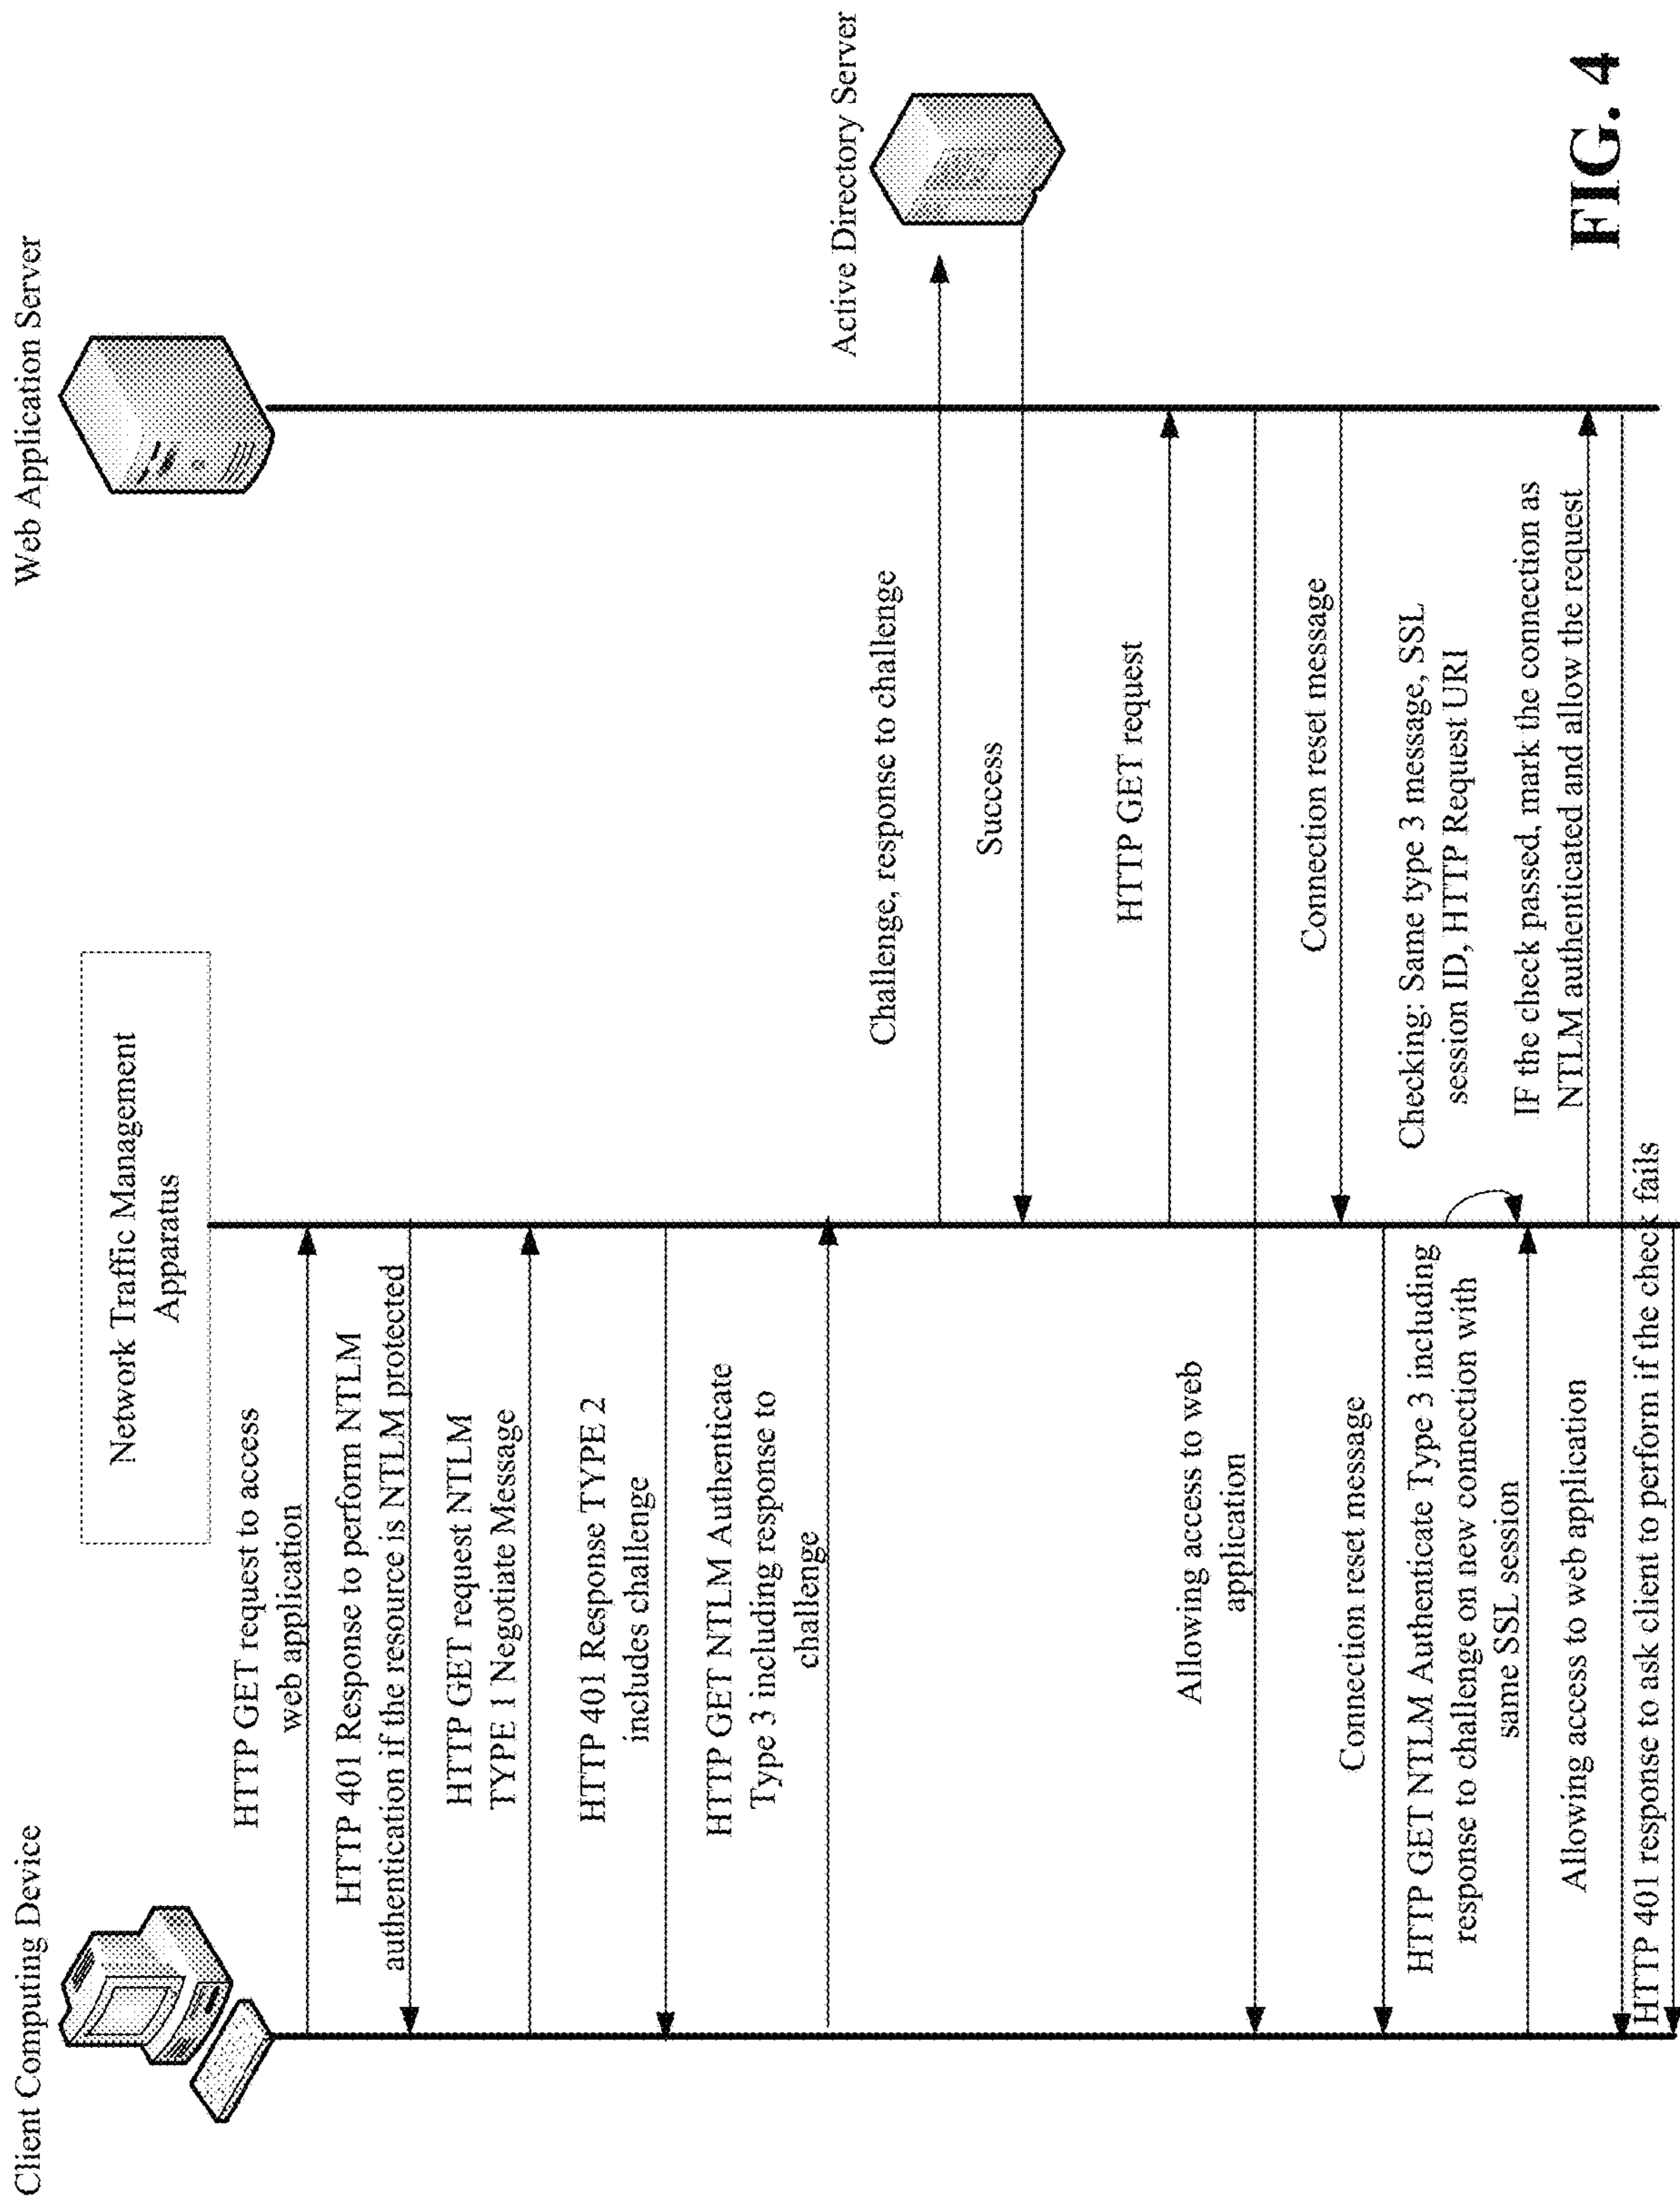 Client Computing Device
Network Traffic Management
Apparatus
Web Application Server
Active Directory Server
HTTP GET request to access
web application
HTTP 401 Response to perform NTLM
authentication if the resource is NTLM protected
HTTP GET request NTLM
TYPE 1 Negotiate Message
HTTP 401 Response TYPE 2
includes challenge
HTTP GET NTLM Authenticate
Type 3 including response to
challenge
Challenge, response to challenge
Success
HTTP GET request
Allowing access to web
application
Connection reset message
Connection reset message
HTTP GET NTLM Authenticate Type 3 including
response to challenge on new connection with
same SSL session
Checking: Same type 3 message, SSL
session ID, HTTP Request URI
IF the check passed, mark the connection as
NTLM authenticated and allow the request
Allowing access to web application
HTTP 401 response to ask client to perform if the check fails
FIG. 4